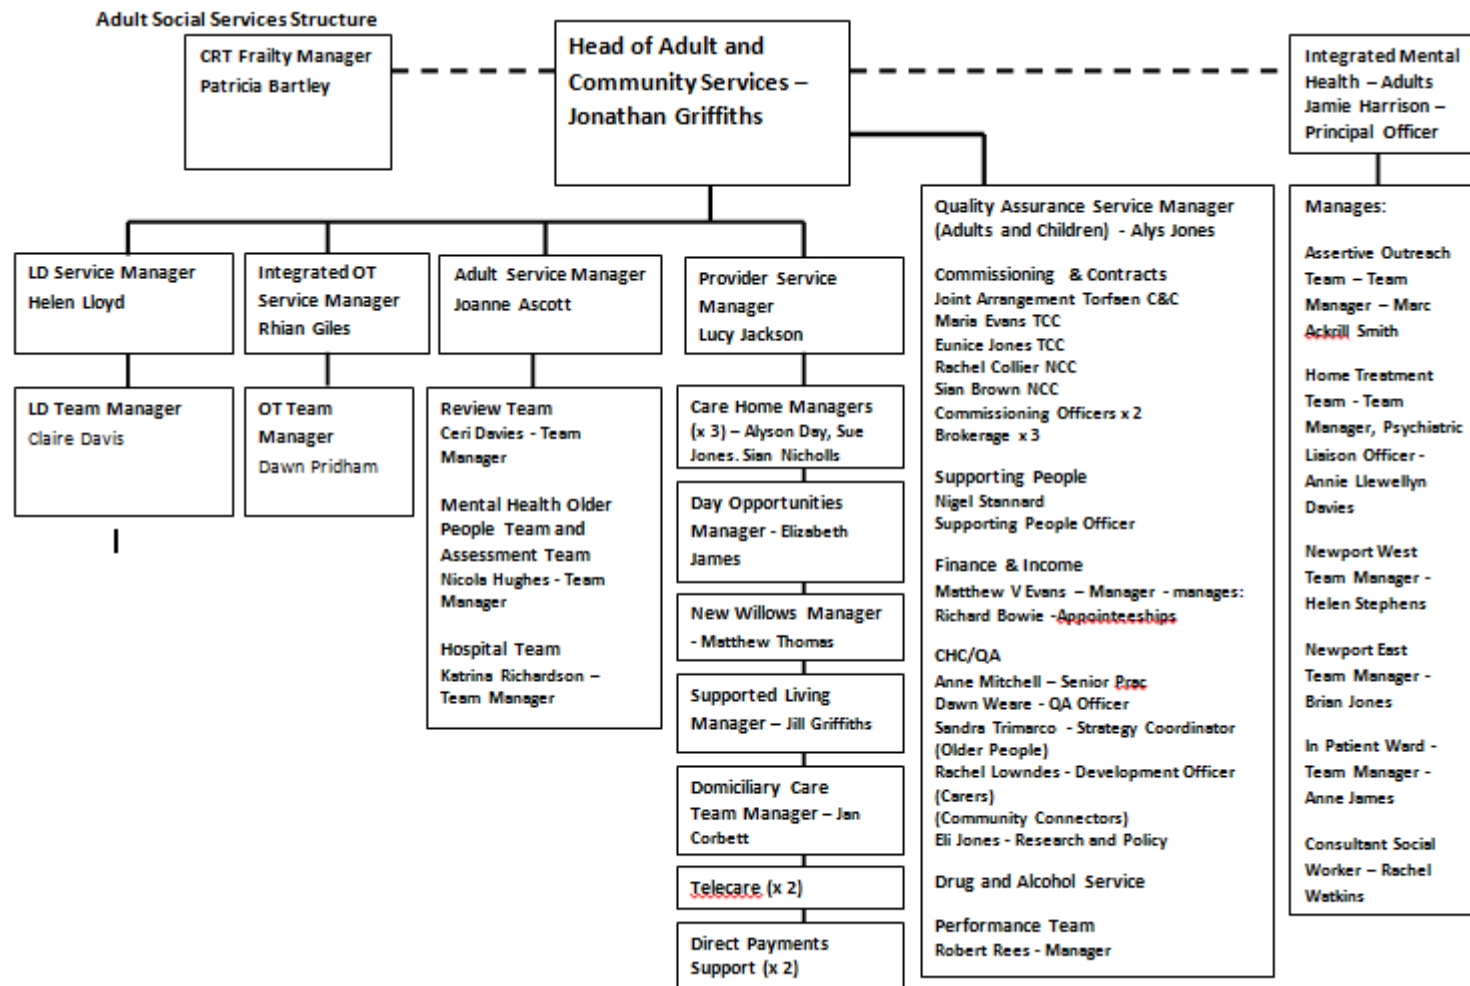 Adult Social Services Structure
CRT Frailty Manager
Patricia Bartley
Head of Adult and
Community Services –
Jonathan Griffiths
Integrated Mental
Health – Adults
Jamie Harrison –
Principal Officer
LD Service Manager
Helen Lloyd
Integrated OT
Service Manager
Rhian Giles
Adult Service Manager
Joanne Ascott
Provider Service
Manager
Lucy Jackson
LD Team Manager
Claire Davis
OT Team
Manager
Dawn Pridham
Review Team
Ceri Davies - Team
Manager
Mental Health Older
People Team and
Assessment Team
Nicola Hughes - Team
Manager
Hospital Team
Katrina Richardson –
Team Manager
Care Home Managers
(x 3) – Alyson Day, Sue
Jones. Sian Nicholls
Day Opportunities
Manager - Elizabeth
James
New Willows Manager
- Matthew Thomas
Supported Living
Manager – Jill Griffiths
Domiciliary Care
Team Manager – Jan
Corbett
Telecare (x 2)
Direct Payments
Support (x 2)
Quality Assurance Service Manager
(Adults and Children) - Alys Jones
Commissioning & Contracts
Joint Arrangement Torfaen C&C
Maria Evans TCC
Eunice Jones TCC
Rachel Collier NCC
Sian Brown NCC
Commissioning Officers x 2
Brokerage x 3
Supporting People
Nigel Stannard
Supporting People Officer
Finance & Income
Matthew V Evans – Manager - manages:
Richard Bowie -Appointeeships
CHC/QA
Anne Mitchell – Senior Prac
Dawn Weare - QA Officer
Sandra Trimarco - Strategy Coordinator
(Older People)
Rachel Lowndes - Development Officer
(Carers)
(Community Connectors)
Eli Jones - Research and Policy
Drug and Alcohol Service
Performance Team
Robert Rees - Manager
Manages:
Assertive Outreach
Team – Team
Manager – Marc
Ackrill Smith
Home Treatment
Team - Team
Manager, Psychiatric
Liaison Officer -
Annie Llewellyn
Davies
Newport West
Team Manager -
Helen Stephens
Newport East
Team Manager -
Brian Jones
In Patient Ward -
Team Manager -
Anne James
Consultant Social
Worker – Rachel
Watkins